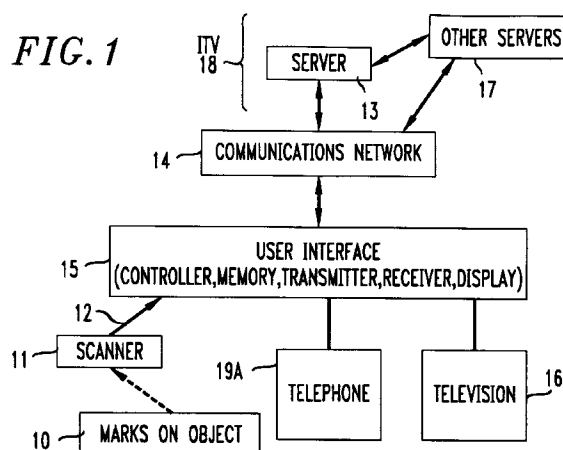 FIG. 1
ITV
18
SERVER
13
OTHER SERVERS
17
14
COMMUNICATIONS NETWORK
15
USER INTERFACE
(CONTROLLER,MEMORY,TRANSMITTER,RECEIVER,DISPLAY)
12
11
SCANNER
19A
TELEPHONE
TELEVISION
16
10
MARKS ON OBJECT